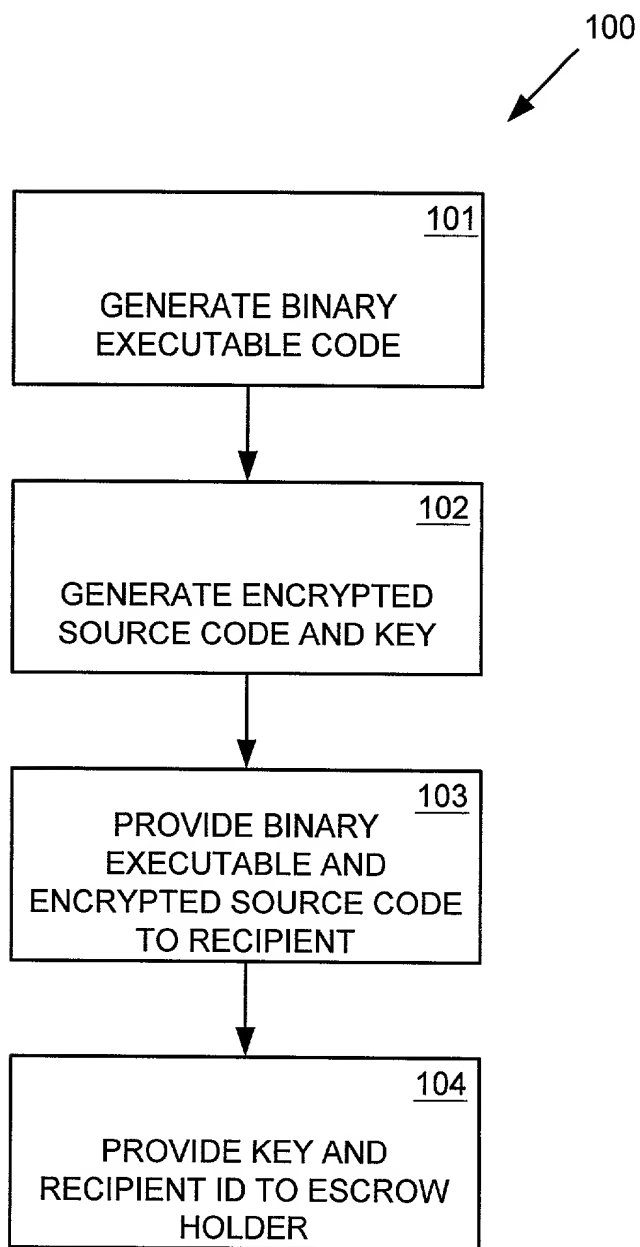 100
101
GENERATE BINARY
EXECUTABLE CODE
102
GENERATE ENCRYPTED
SOURCE CODE AND KEY
103
PROVIDE BINARY
EXECUTABLE AND
ENCRYPTED SOURCE CODE
TO RECIPIENT
104
PROVIDE KEY AND
RECIPIENT ID TO ESCROW
HOLDER